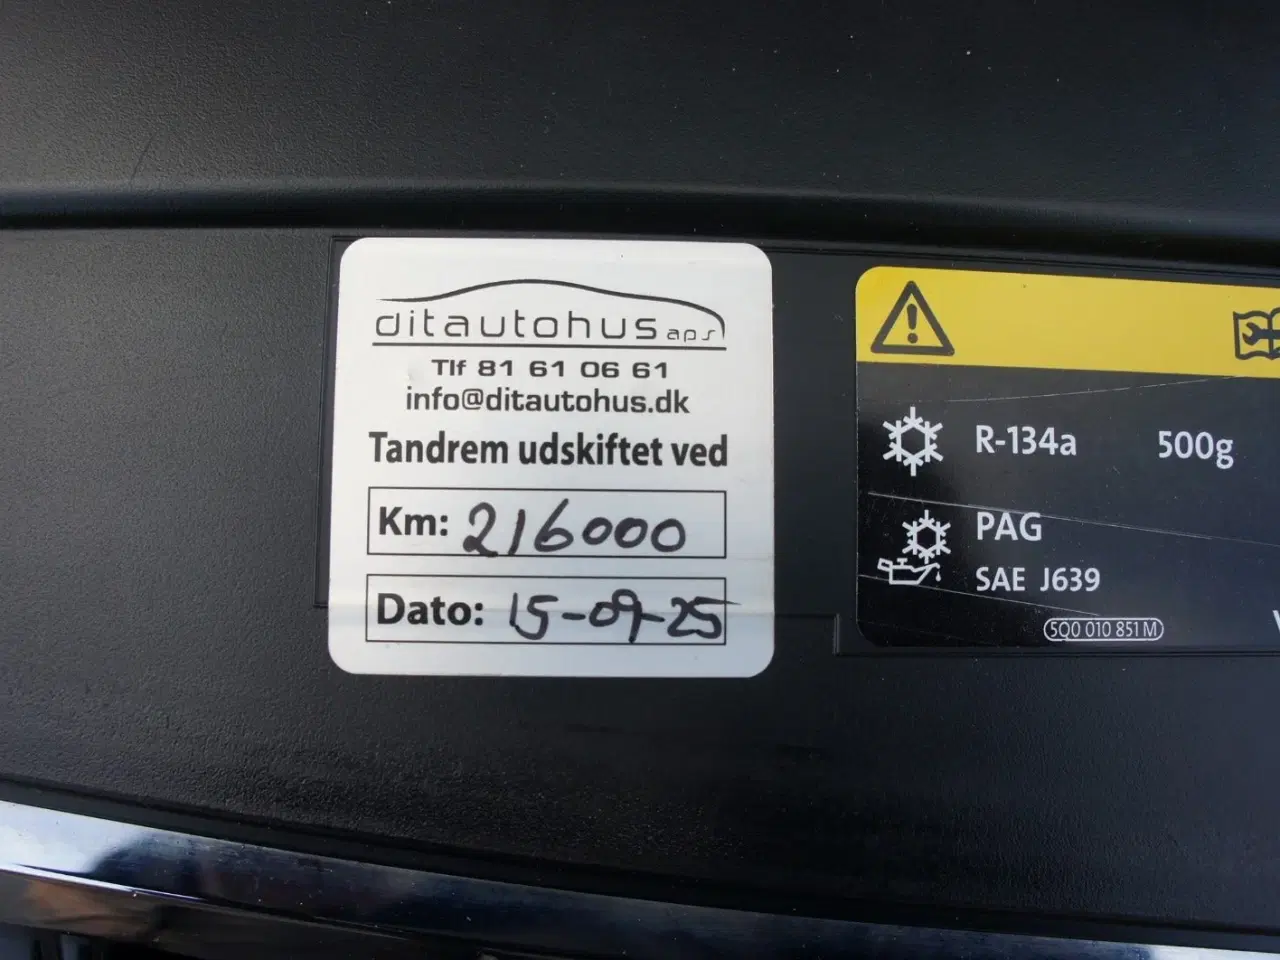 ditautohus aps
Tlf 81 61 06 61
info@ditautohus.dk
Tandrem udskiftet ved
Km: 216000
Dato: 15-09-25
R-134a 500g
PAG
SAE J639
5Q0 010 851 M